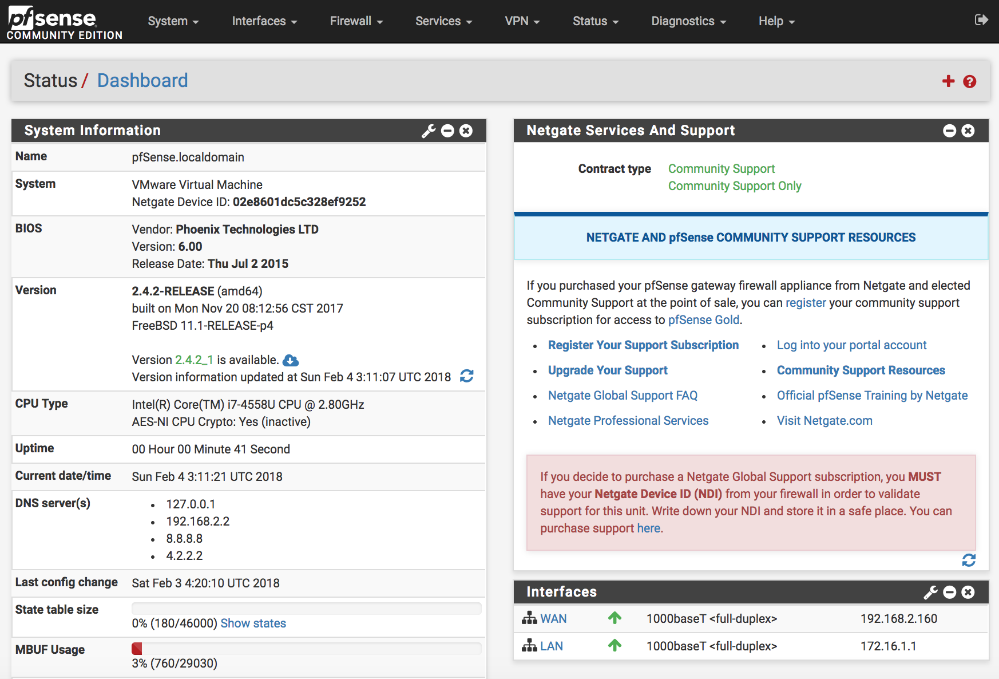 pfsense
COMMUNITY EDITION
System
Interfaces
Firewall
Services
VPN
Status
Diagnostics
Help
Status / Dashboard
System Information
Name
pfSense.localdomain
System
VMware Virtual Machine
Netgate Device ID: 02e8601dc5c328ef9252
BIOS
Vendor: Phoenix Technologies LTD
Version: 6.00
Release Date: Thu Jul 2 2015
Version
2.4.2-RELEASE (amd64)
built on Mon Nov 20 08:12:56 CST 2017
FreeBSD 11.1-RELEASE-p4
Version 2.4.2_1 is available.
Version information updated at Sun Feb 4 3:11:07 UTC 2018
CPU Type
Intel(R) Core(TM) i7-4558U CPU @ 2.80GHz
AES-NI CPU Crypto: Yes (inactive)
Uptime
00 Hour 00 Minute 41 Second
Current date/time
Sun Feb 4 3:11:21 UTC 2018
DNS server(s)
• 127.0.0.1
• 192.168.2.2
• 8.8.8.8
• 4.2.2.2
Last config change
Sat Feb 3 4:20:10 UTC 2018
State table size
0% (180/46000) Show states
MBUF Usage
3% (760/29030)
Netgate Services And Support
Contract type
Community Support
Community Support Only
NETGATE AND pfSense COMMUNITY SUPPORT RESOURCES
If you purchased your pfSense gateway firewall appliance from Netgate and elected
Community Support at the point of sale, you can register your community support
subscription for access to pfSense Gold.
• Register Your Support Subscription
• Upgrade Your Support
• Netgate Global Support FAQ
• Netgate Professional Services
• Log into your portal account
• Community Support Resources
• Official pfSense Training by Netgate
• Visit Netgate.com
If you decide to purchase a Netgate Global Support subscription, you MUST
have your Netgate Device ID (NDI) from your firewall in order to validate
support for this unit. Write down your NDI and store it in a safe place. You can
purchase support here.
Interfaces
WAN 1000baseT <full-duplex> 192.168.2.160
LAN 1000baseT <full-duplex> 172.16.1.1